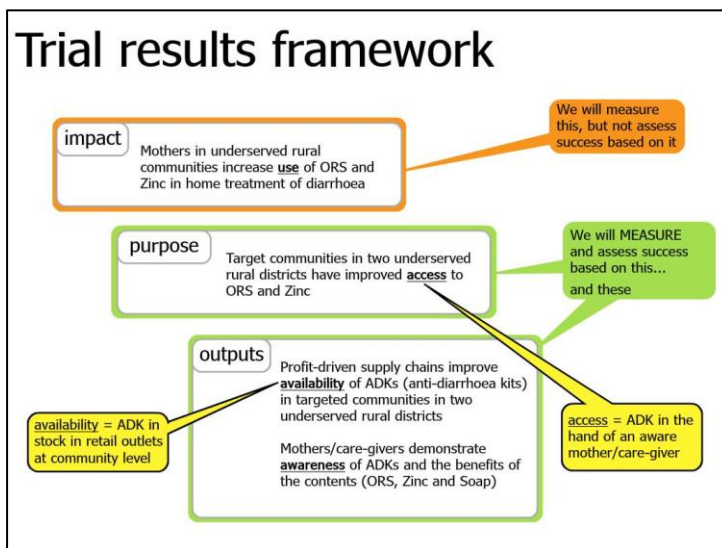 Trial results framework
impact
Mothers in underserved rural
communities increase use of ORS and
Zinc in home treatment of diarrhoea
We will measure
this, but not assess
success based on it
purpose
Target communities in two underserved
rural districts have improved access to
ORS and Zinc
We will MEASURE
and assess success
based on this...
and these
outputs
Profit-driven supply chains improve
availability of ADKs (anti-diarrhoea kits)
in targeted communities in two
underserved rural districts
Mothers/care-givers demonstrate
awareness of ADKs and the benefits of
the contents (ORS, Zinc and Soap)
availability = ADK in
stock in retail outlets
at community level
access = ADK in the
hand of an aware
mother/care-giver